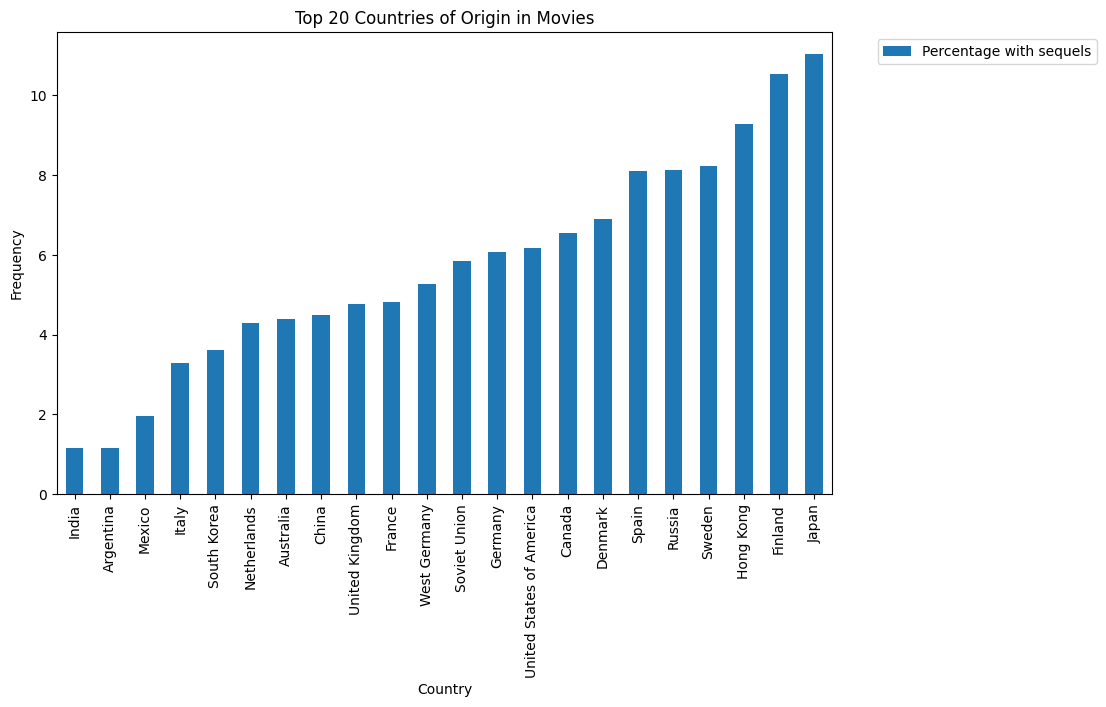 Top 20 Countries of Origin in Movies
Percentage with sequels
Frequency
10
8
6
4
2
0
India
Argentina
Mexico
Italy
South Korea
Netherlands
Australia
China
United Kingdom
France
West Germany
Soviet Union
Germany
United States of America
Canada
Denmark
Spain
Russia
Sweden
Hong Kong
Finland
Japan
Country